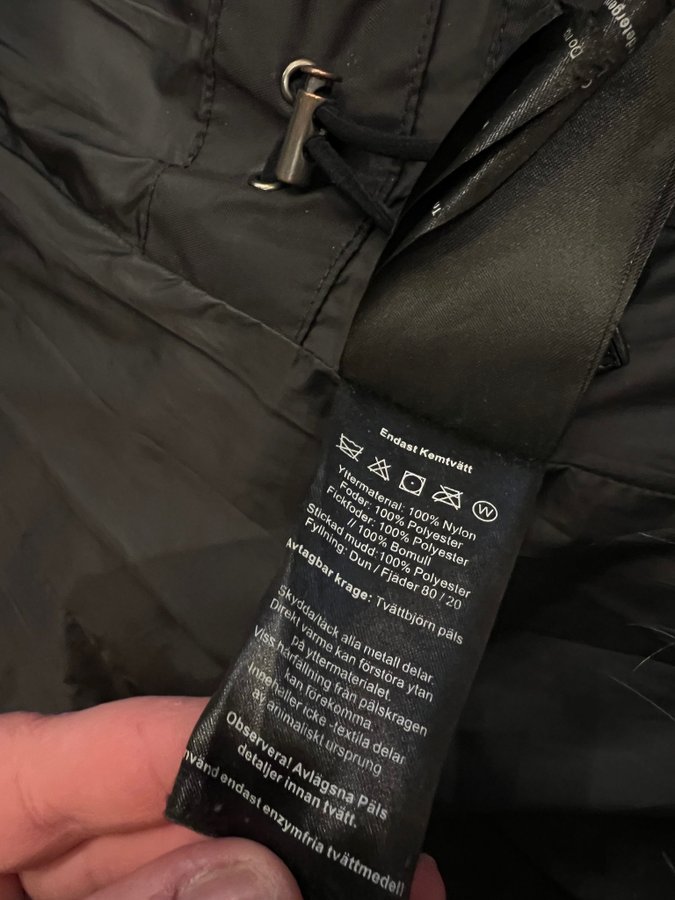 Endast Kemtvätt
W
Yttermaterial: 100% Nylon
Foder: 100% Polyester
Fickfoder: 100% Polyester
// 100% Bomull
Stickad mudd:100% Polyester
Fyllning: Dun / Fjäder 80 / 20
Avtagbar krage: Tvättbjörn päls
Skydda/täck alla metall delar.
Direkt värme kan förstöra ytan
på yttermaterialet.
Viss hårfällning från pälskragen
kan förekomma
Innehåller icke textila delar
av animaliskt ursprung
Observera! Avlägsna Päls
detaljer innan tvätt.
nvänd endast enzymfria tvättmedel/